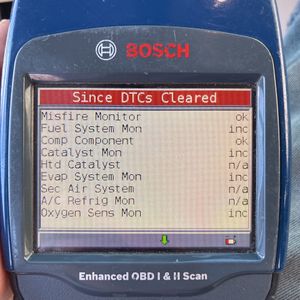 BOSCH
Since DTCs Cleared
Misfire Monitor ok
Fuel System Mon inc
Comp Component ok
Catalyst Mon inc
Htd Catalyst n/a
Evap System Mon inc
Sec Air System n/a
A/C Refrig Mon n/a
Oxygen Sens Mon inc
Enhanced OBD I & II Scan